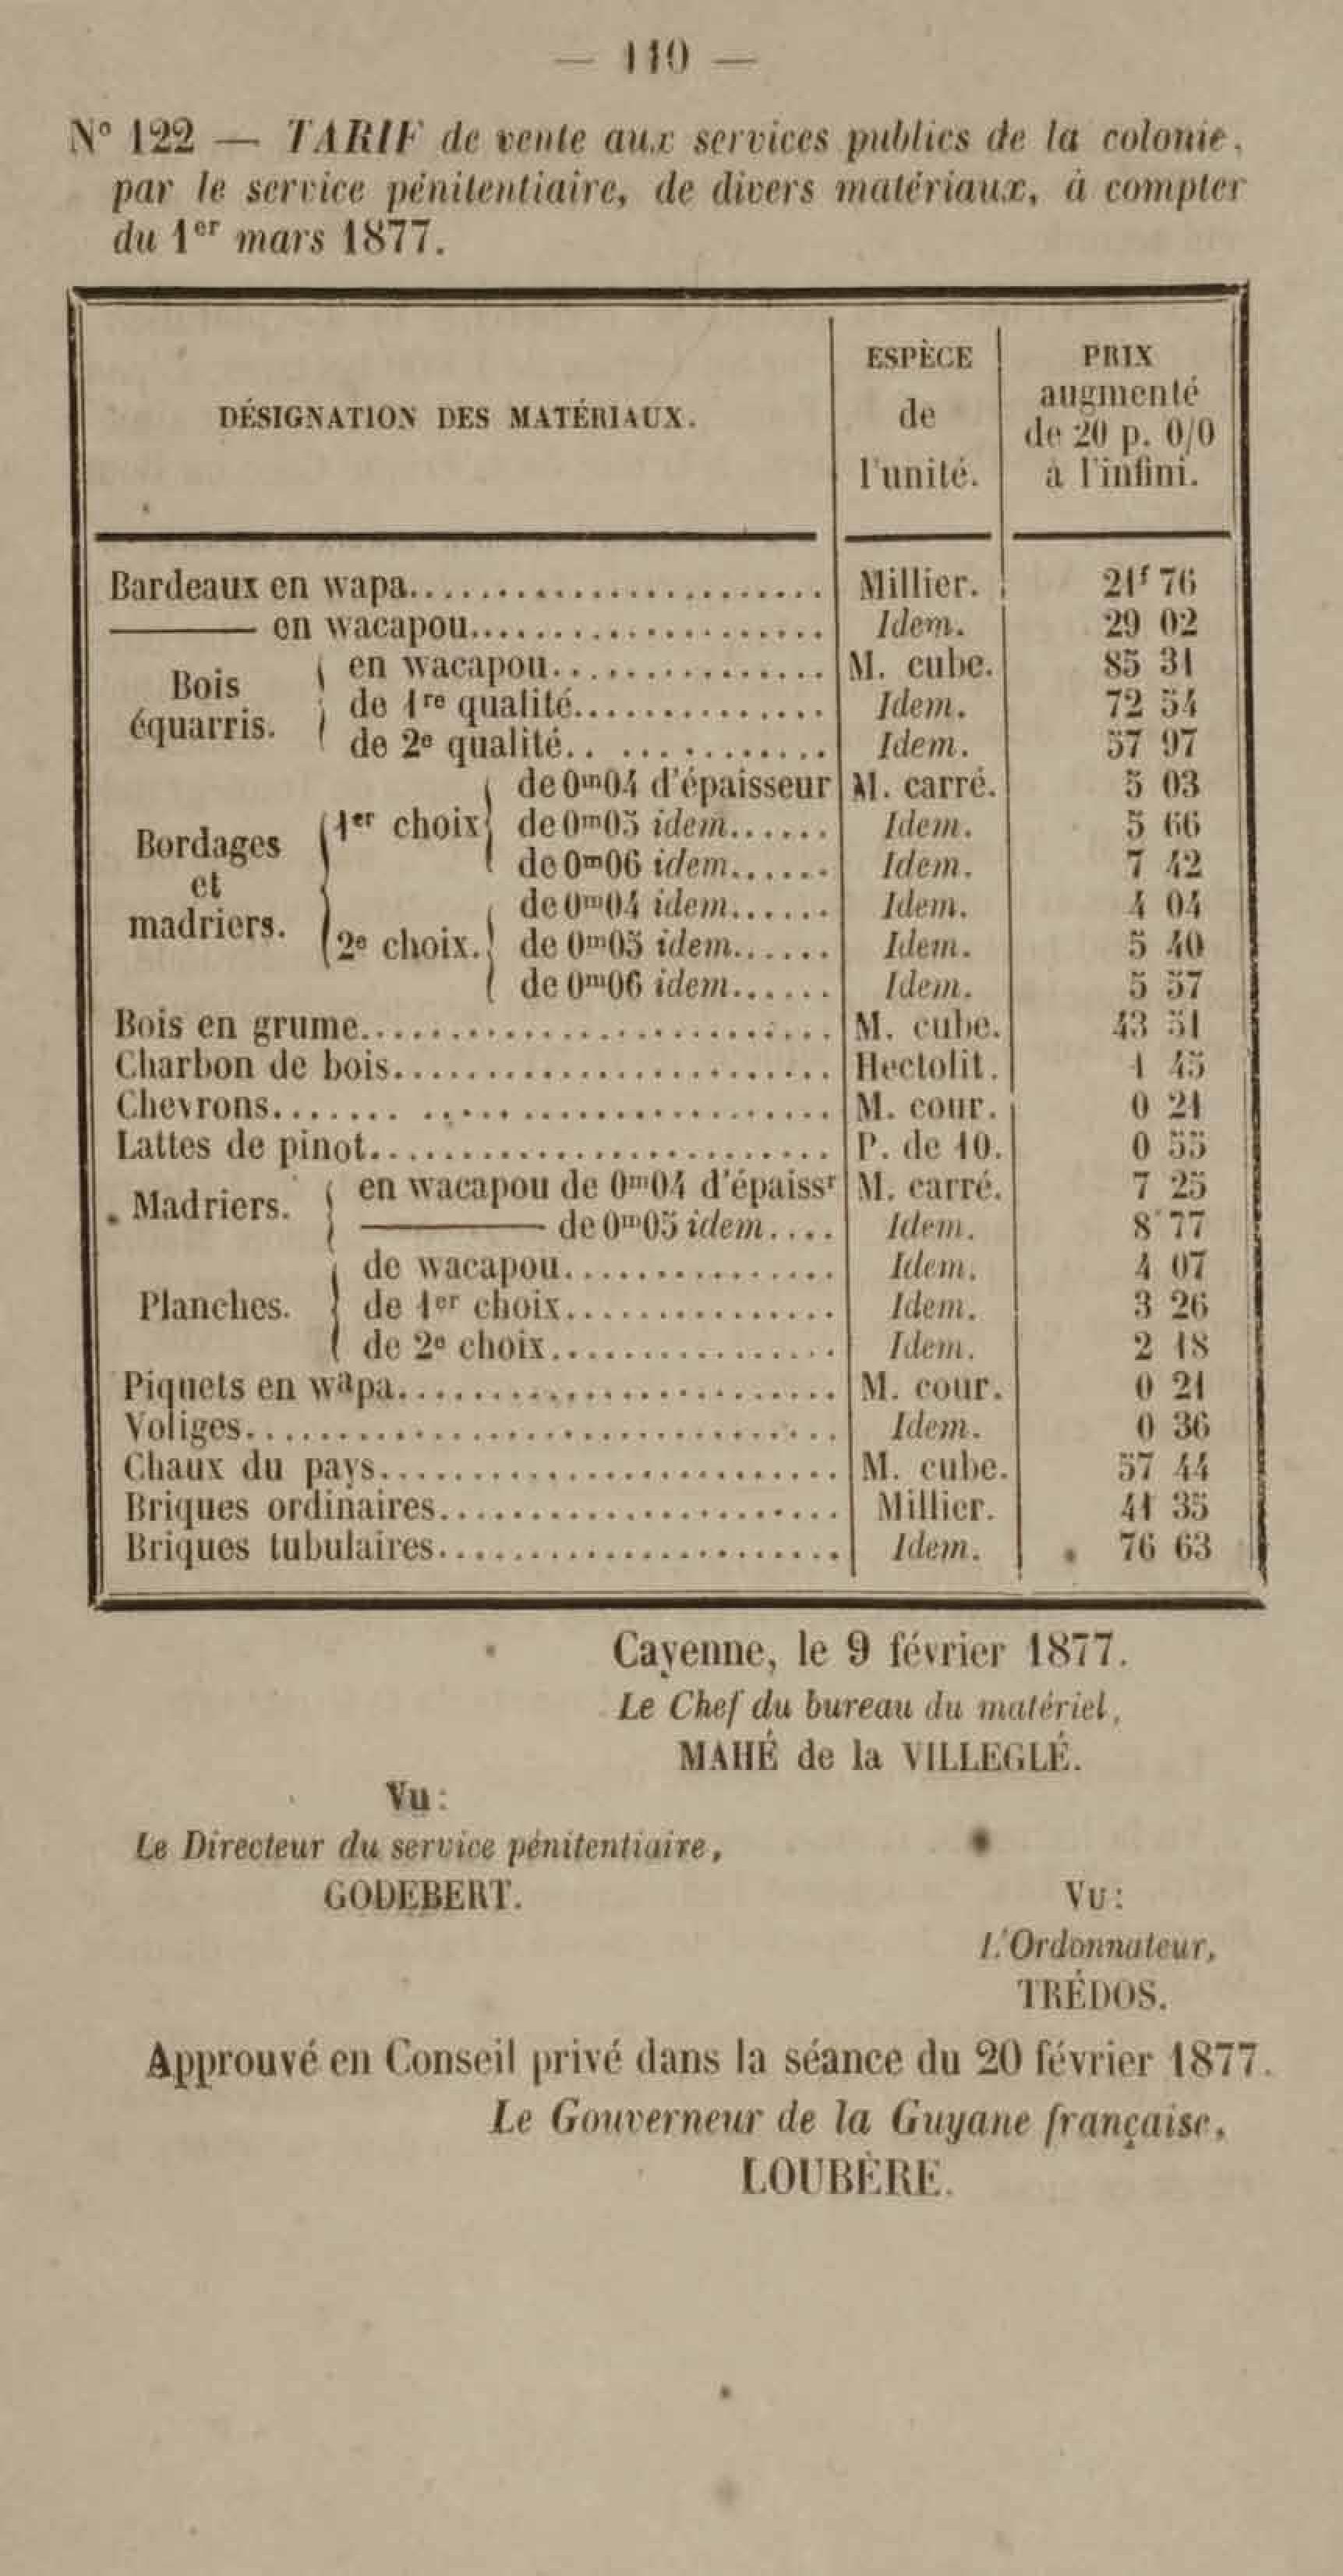 — 110 —
N° 122 — TARIF de vente aux services publics de la colonie,
par le service pénitentiaire, de divers matériaux, à compter
du 1er mars 1877.
DÉSIGNATION DES MATÉRIAUX.
ESPÈCE
de
l'unité.
PRIX
augmenté
de 20 p. 0/0
à l'infini.
Bardeaux en wapa........................ Millier. 21f 76
——— en wacapou..................... Idem. 29 02
Bois équarris. { en wacapou................ M. cube. 85 31
de 1re qualité............... Idem. 72 54
de 2e qualité.. ............ Idem. 57 97
Bordages et madriers. { 1er choix { de 0m04 d'épaisseur M. carré. 5 03
de 0m05 idem...... Idem. 5 66
de 0m06 idem...... Idem. 7 42
2e choix. { de 0m04 idem...... Idem. 4 04
de 0m05 idem...... Idem. 5 40
de 0m06 idem...... Idem. 5 57
Bois en grume........................... M. cube. 43 51
Charbon de bois......................... Hectolit. 1 45
Chevrons....... ....................... M. cour. 0 21
Lattes de pinot.......................... P. de 10. 0 55
Madriers. { en wacapou de 0m04 d'épaissr M. carré. 7 25
——— de 0m05 idem.... Idem. 8 77
Planches. { de wacapou................ Idem. 4 07
de 1er choix................ Idem. 3 26
de 2e choix................. Idem. 2 18
Piquets en wapa......................... M. cour. 0 21
Voliges................................. Idem. 0 36
Chaux du pays.......................... M. cube. 57 44
Briques ordinaires....................... Millier. 41 35
Briques tubulaires....................... Idem. 76 63
Cayenne, le 9 février 1877.
Le Chef du bureau du matériel,
MAHÉ de la VILLEGLÉ.
Vu:
Le Directeur du service pénitentiaire,
GODEBERT.
Vu:
L'Ordonnateur,
TRÉDOS.
Approuvé en Conseil privé dans la séance du 20 février 1877.
Le Gouverneur de la Guyane française,
LOUBÈRE.